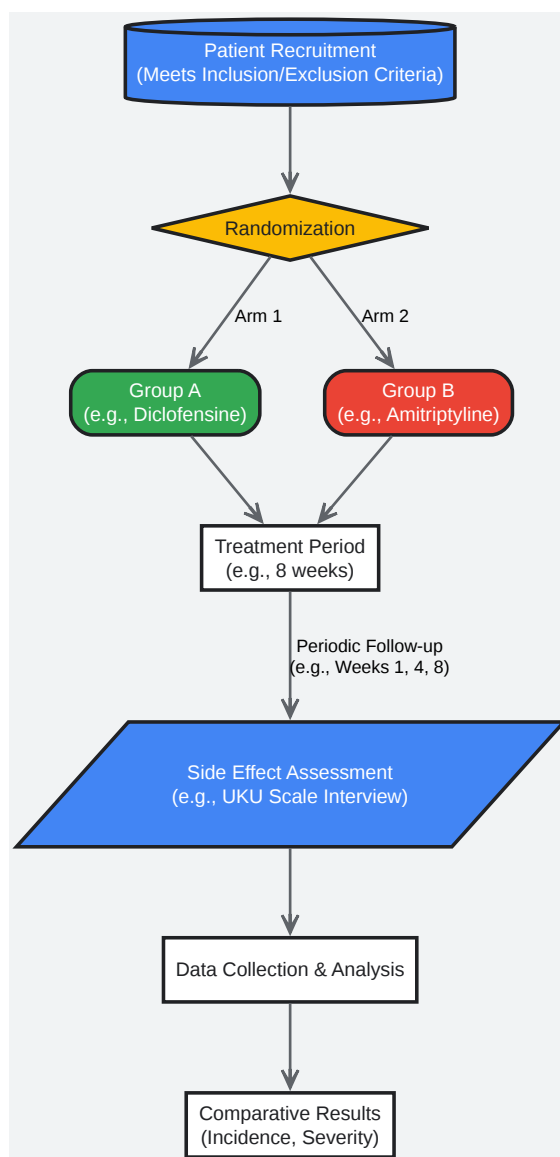 Patient Recruitment
(Meets Inclusion/Exclusion Criteria)
Randomization
Arm 1
Arm 2
Group A
(e.g., Diclofensine)
Group B
(e.g., Amitriptyline)
Treatment Period
(e.g., 8 weeks)
Periodic Follow-up
(e.g., Weeks 1, 4, 8)
Side Effect Assessment
(e.g., UKU Scale Interview)
Data Collection & Analysis
Comparative Results
(Incidence, Severity)